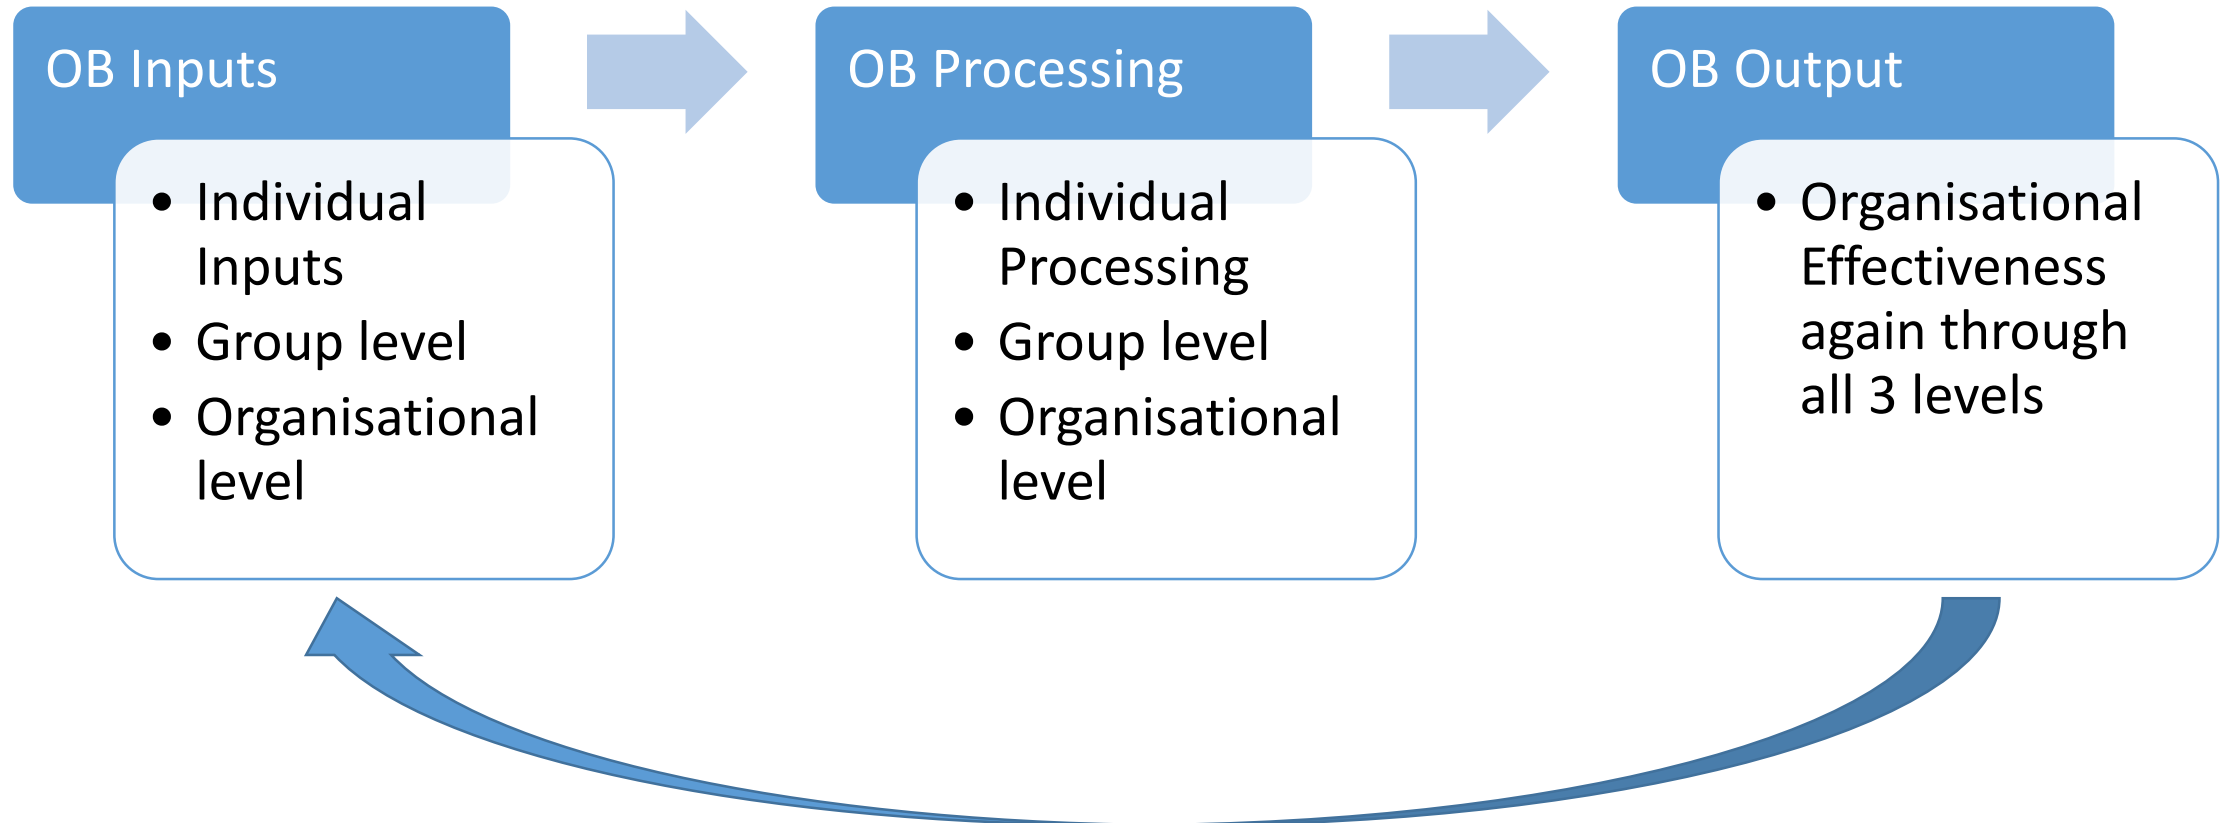 OB Inputs
• Individual
Inputs
• Group level
• Organisational
level
OB Processing
• Individual
Processing
• Group level
• Organisational
level
OB Output
• Organisational
Effectiveness
again through
all 3 levels